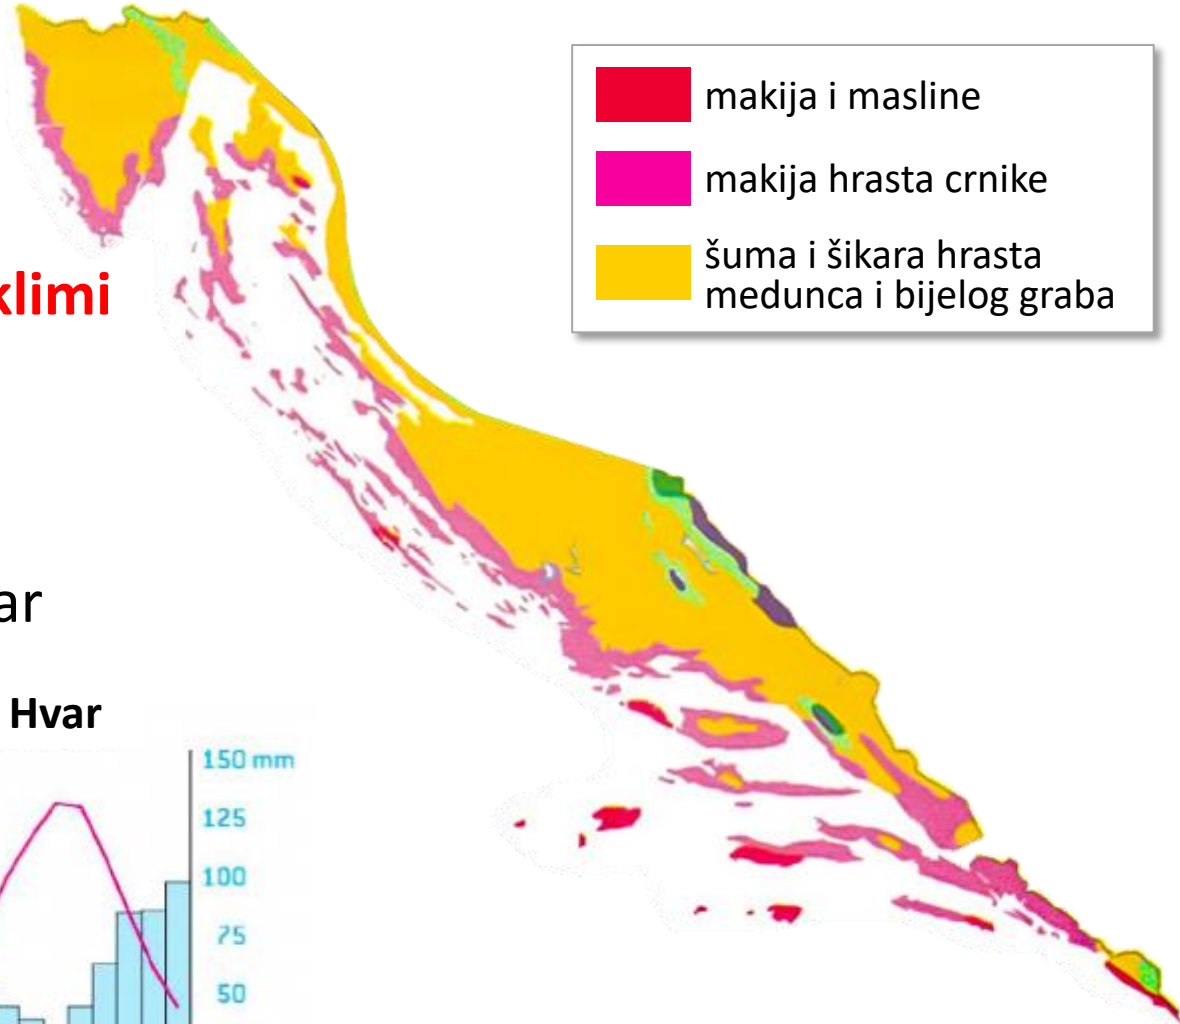 makija i masline
makija hrasta crnike
šuma i šikara hrasta
medunca i bijelog graba
klimi
Hvar
150 mm
125
100
75
50